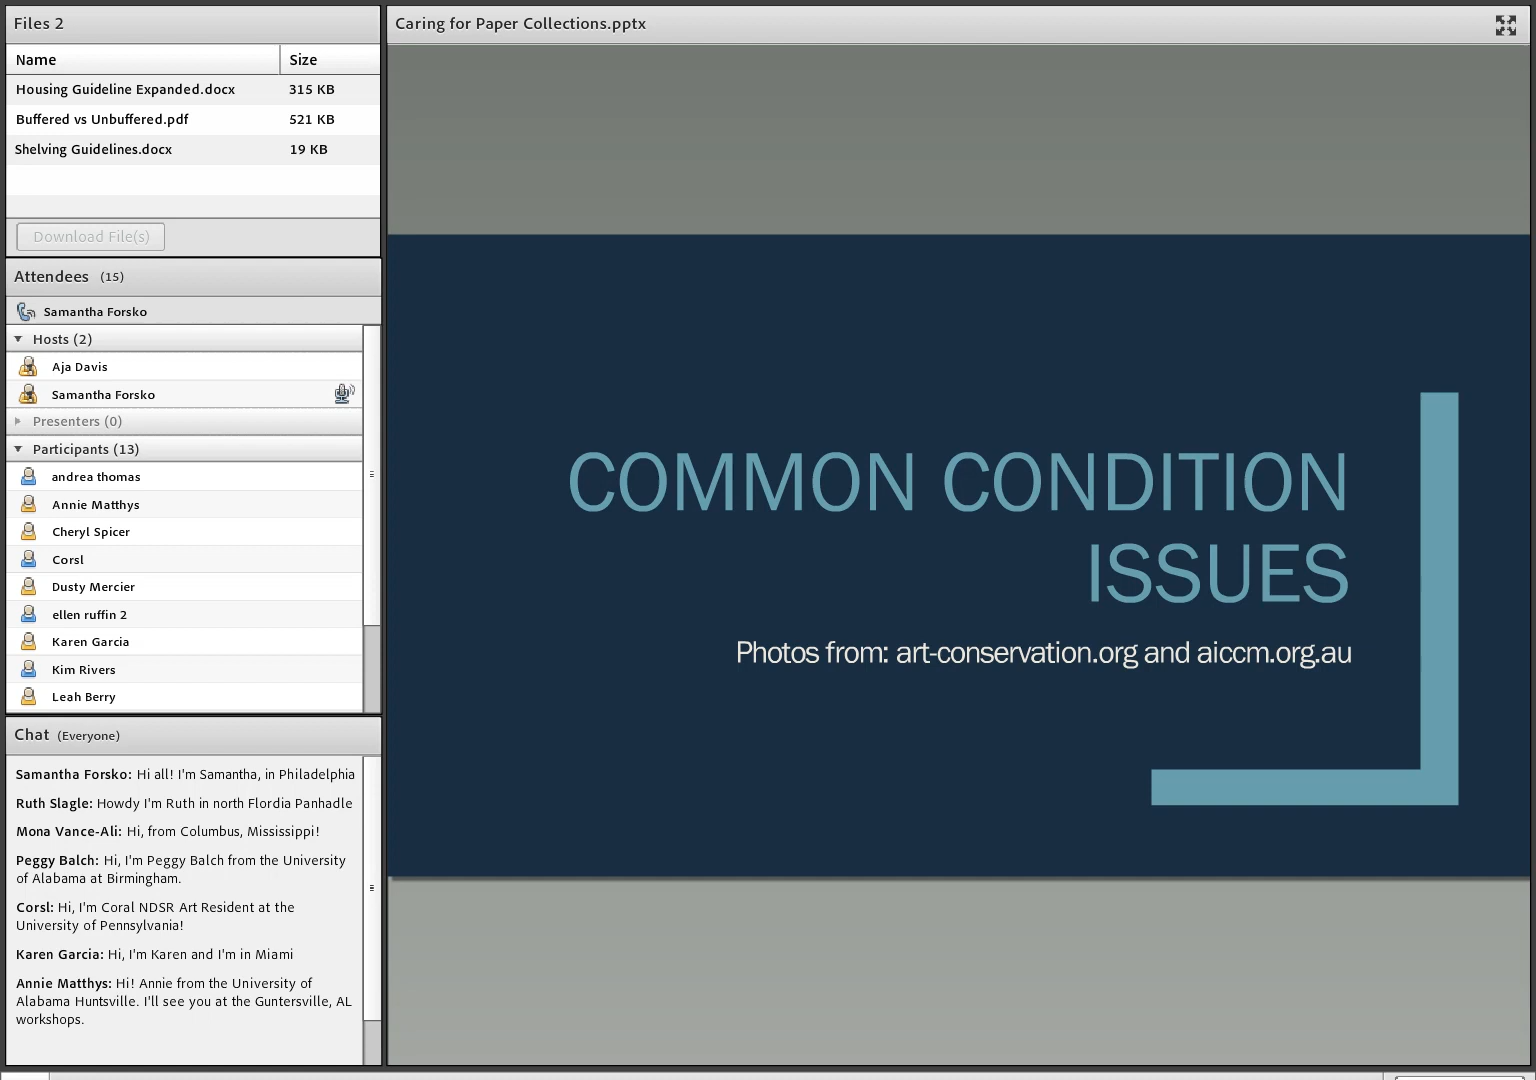 Files 2
Name Size
Housing Guideline Expanded.docx 315 KB
Buffered vs Unbuffered.pdf 521 KB
Shelving Guidelines.docx 19 KB
Download File(s)
Attendees (15)
Samantha Forsko
Hosts (2)
Aja Davis
Samantha Forsko
Presenters (0)
Participants (13)
andrea thomas
Annie Matthys
Cheryl Spicer
Corsl
Dusty Mercier
ellen ruffin 2
Karen Garcia
Kim Rivers
Leah Berry
Chat (Everyone)
Samantha Forsko: Hi all! I'm Samantha, in Philadelphia
Ruth Slagle: Howdy I'm Ruth in north Flordia Panhadle
Mona Vance-Ali: Hi, from Columbus, Mississippi!
Peggy Balch: Hi, I'm Peggy Balch from the University
of Alabama at Birmingham.
Corsl: Hi, I'm Coral NDSR Art Resident at the
University of Pennsylvania!
Karen Garcia: Hi, I'm Karen and I'm in Miami
Annie Matthys: Hi! Annie from the University of
Alabama Huntsville. I'll see you at the Guntersville, AL
workshops.
Caring for Paper Collections.pptx
COMMON CONDITION
ISSUES
Photos from: art-conservation.org and aiccm.org.au